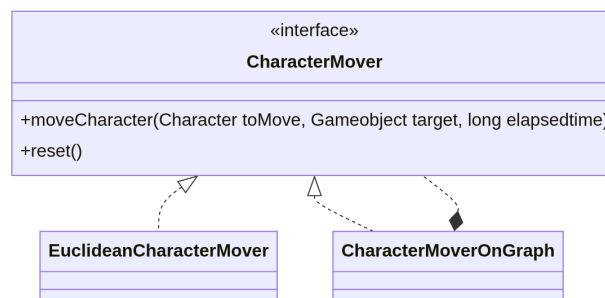 «interface»
CharacterMover
+moveCharacter(Character toMove, Gameobject target, long elapsedtime)
+reset()
EuclideanCharacterMover
CharacterMoverOnGraph